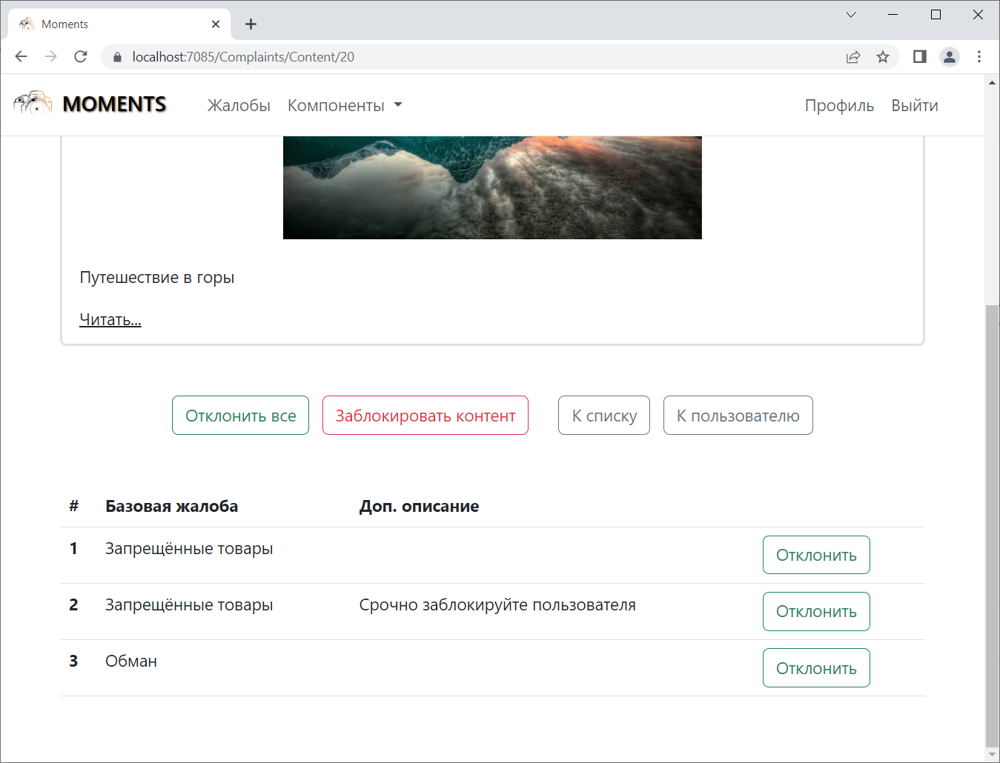 Moments
localhost:7085/Complaints/Content/20
MOMENTS Жалобы Компоненты Профиль Выйти
Путешествие в горы
Читать...
Отклонить все Заблокировать контент К списку К пользователю
# Базовая жалоба Доп. описание
1 Запрещённые товары Отклонить
2 Запрещённые товары Срочно заблокируйте пользователя Отклонить
3 Обман Отклонить